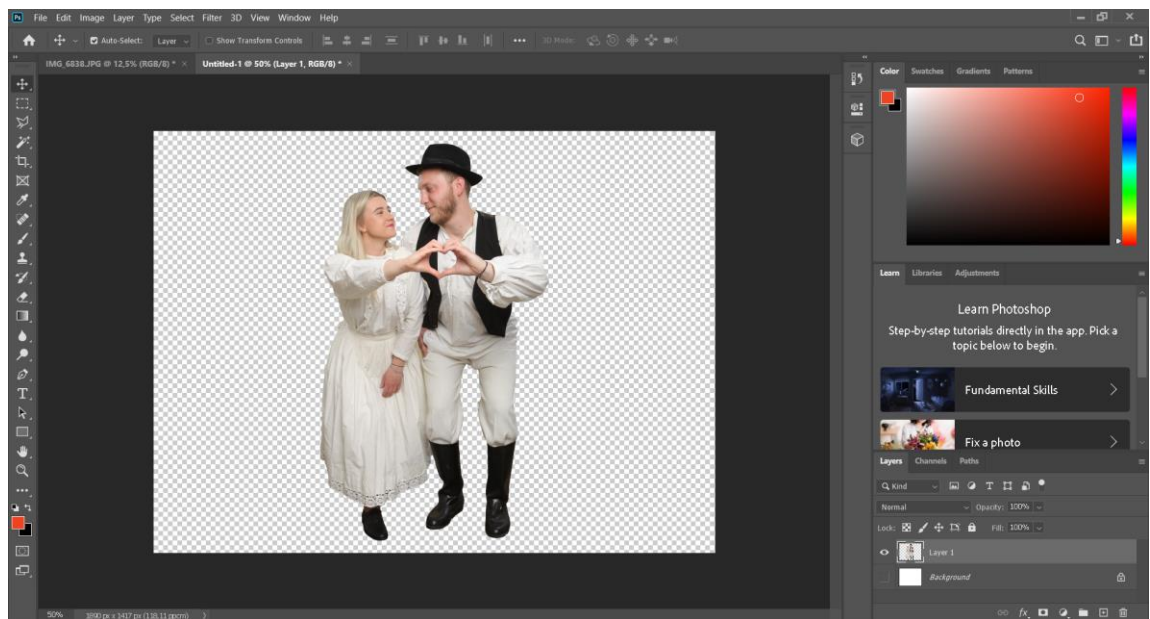 Ps File Edit Image Layer Type Select Filter 3D View Window Help
Auto-Select: Layer Show Transform Controls 3D Mode:
IMG_6838.JPG @ 12,5% (RGB/8) * × Untitled-1 @ 50% (Layer 1, RGB/8) * ×
Color Swatches Gradients Patterns
Learn Libraries Adjustments
Learn Photoshop
Step-by-step tutorials directly in the app. Pick a
topic below to begin.
Fundamental Skills
Fix a photo
Layers Channels Paths
Kind
Normal Opacity: 100%
Lock: Fill: 100%
Layer 1
Background
fx
50% 1890 px x 1417 px (118,11 ppcm)